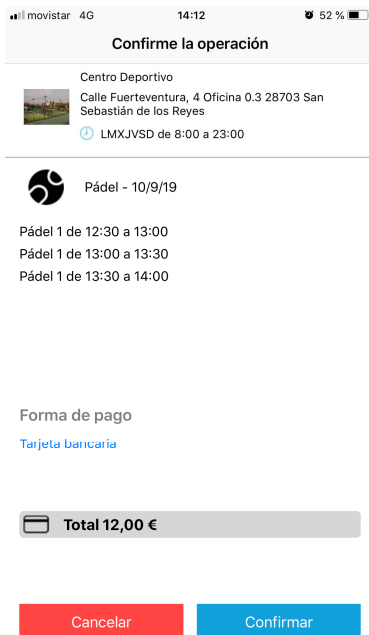 movistar 4G 14:12 52 %
Confirme la operación
Centro Deportivo
Calle Fuerteventura, 4 Oficina 0.3 28703 San
Sebastián de los Reyes
LMXJVSD de 8:00 a 23:00
Pádel - 10/9/19
Pádel 1 de 12:30 a 13:00
Pádel 1 de 13:00 a 13:30
Pádel 1 de 13:30 a 14:00
Forma de pago
Tarjeta bancaria
Total 12,00 €
Cancelar
Confirmar